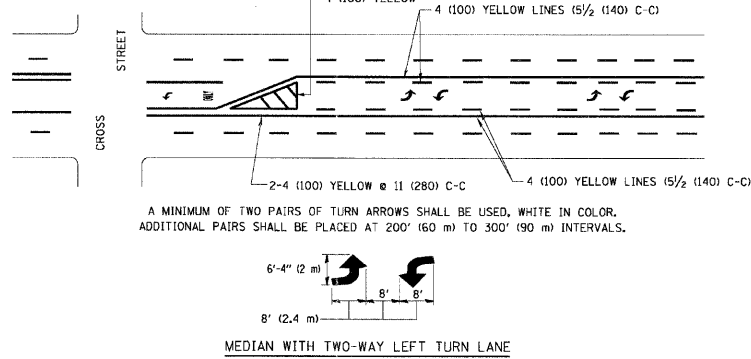 4 (100) YELLOW LINES (5½ (140) C-C)
STREET
CROSS
2-4 (100) YELLOW @ 11 (280) C-C
4 (100) YELLOW LINES (5½ (140) C-C)
A MINIMUM OF TWO PAIRS OF TURN ARROWS SHALL BE USED, WHITE IN COLOR.
ADDITIONAL PAIRS SHALL BE PLACED AT 200' (60 m) TO 300' (90 m) INTERVALS.
6'-4" (2 m)
8' 8'
8' (2.4 m)
MEDIAN WITH TWO-WAY LEFT TURN LANE